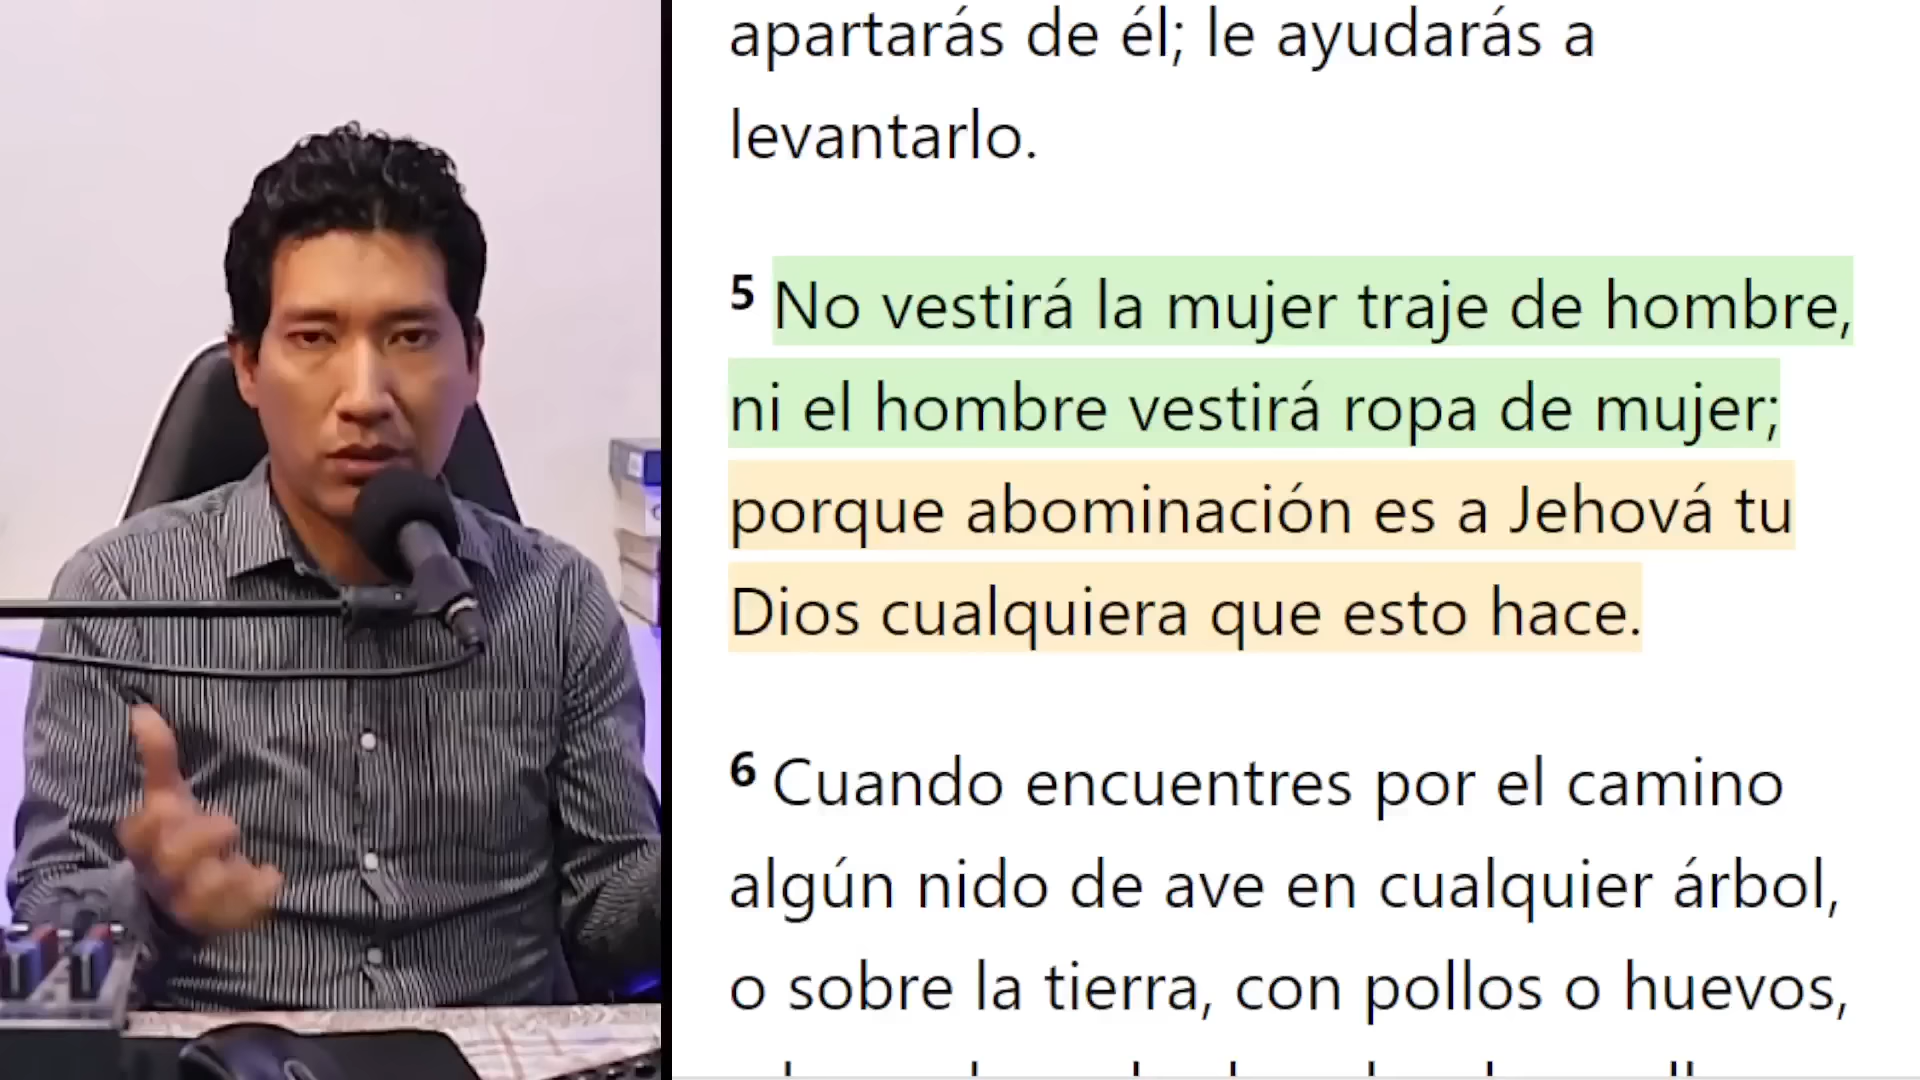 apartarás de él; le ayudarás a
levantarlo.
5 No vestirá la mujer traje de hombre,
ni el hombre vestirá ropa de mujer;
porque abominación es a Jehová tu
Dios cualquiera que esto hace.
6 Cuando encuentres por el camino
algún nido de ave en cualquier árbol,
o sobre la tierra, con pollos o huevos,